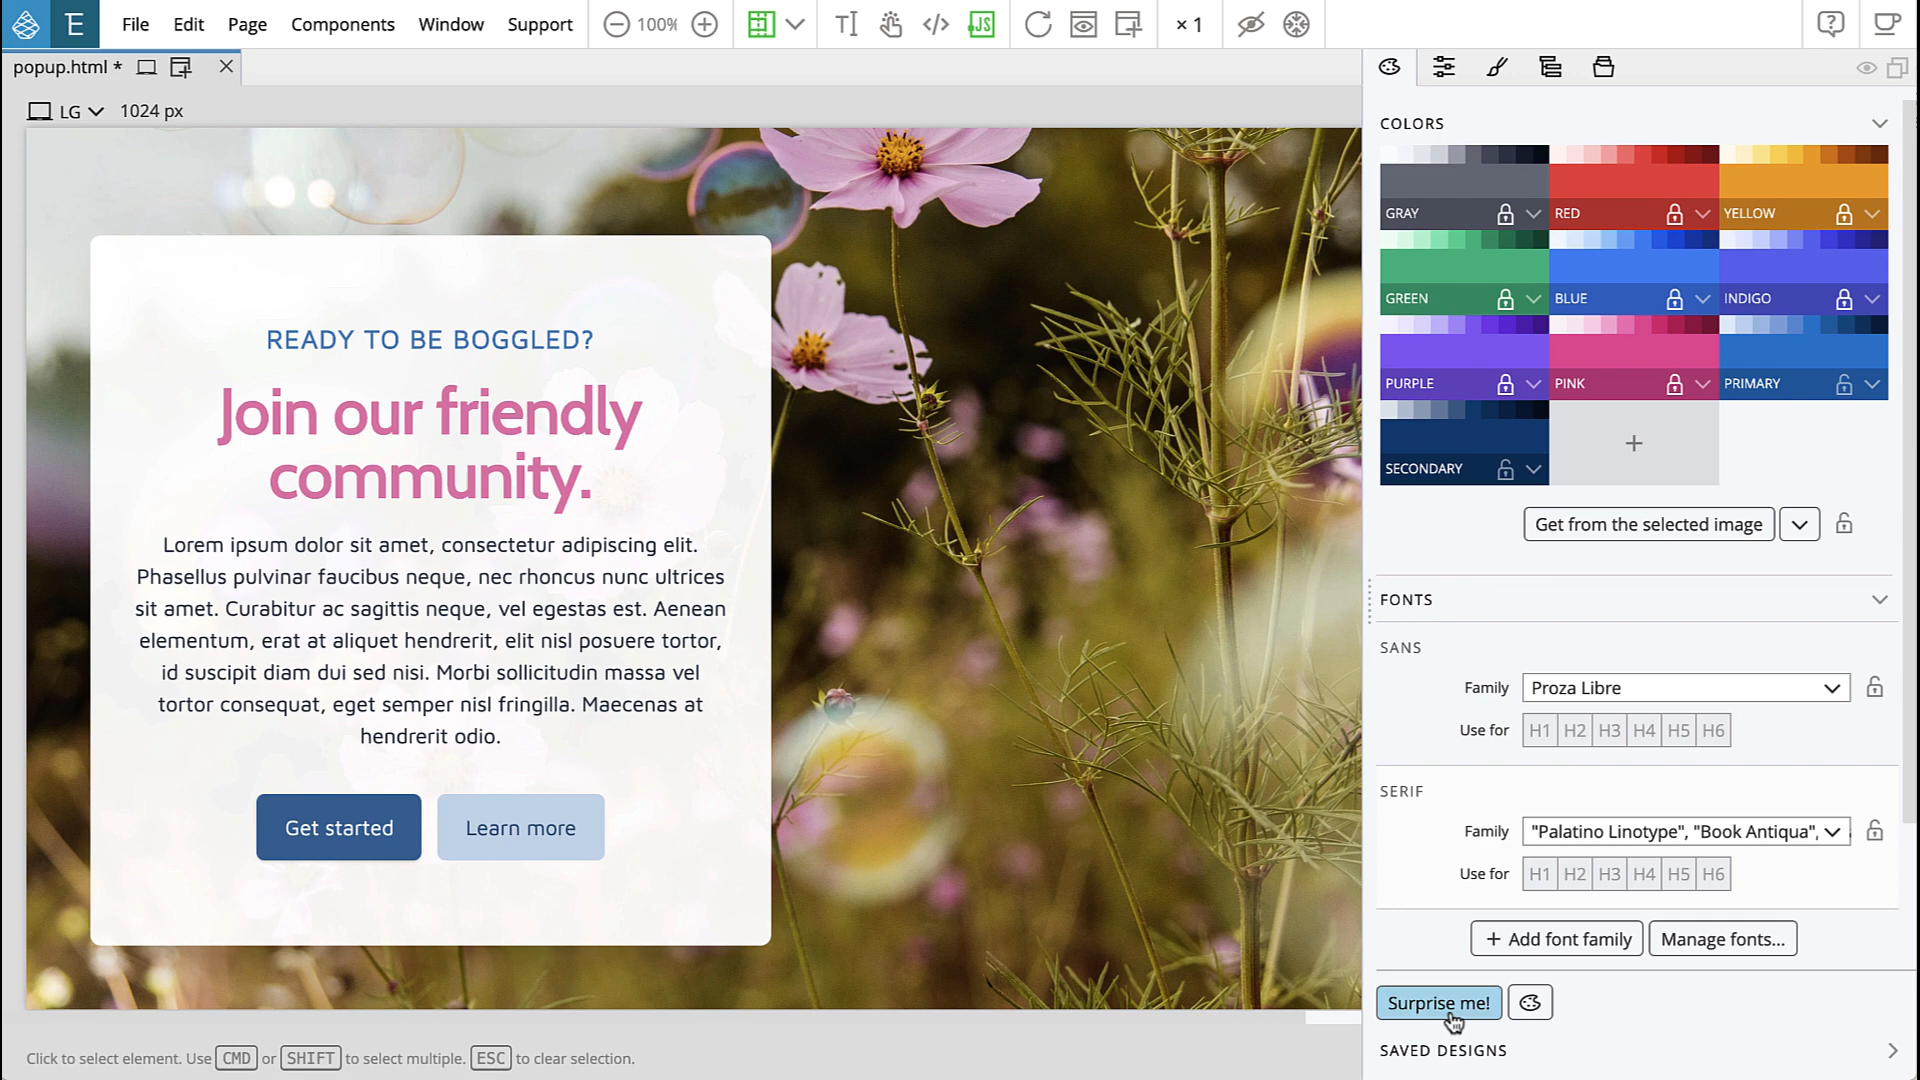 File Edit Page Components Window Support 100% JS × 1
popup.html *
LG 1024 px
READY TO BE BOGGLED?
Join our friendly
community.
Lorem ipsum dolor sit amet, consectetur adipiscing elit.
Phasellus pulvinar faucibus neque, nec rhoncus nunc ultrices
sit amet. Curabitur ac sagittis neque, vel egestas est. Aenean
elementum, erat at aliquet hendrerit, elit nisl posuere tortor,
id suscipit diam dui sed nisi. Morbi sollicitudin massa vel
tortor consequat, eget semper nisl fringilla. Maecenas at
hendrerit odio.
Get started Learn more
Click to select element. Use CMD or SHIFT to select multiple. ESC to clear selection.
COLORS
GRAY RED YELLOW
GREEN BLUE INDIGO
PURPLE PINK PRIMARY
SECONDARY +
Get from the selected image
FONTS
SANS
Family Proza Libre
Use for H1 H2 H3 H4 H5 H6
SERIF
Family "Palatino Linotype", "Book Antiqua",
Use for H1 H2 H3 H4 H5 H6
+ Add font family Manage fonts...
Surprise me!
SAVED DESIGNS